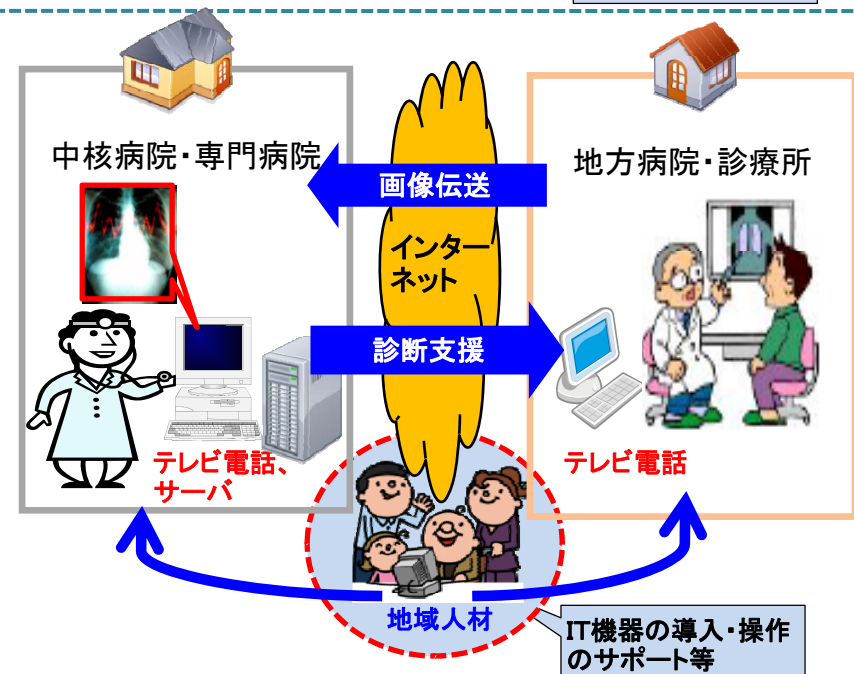 中核病院・専門病院
地方病院・診療所
画像伝送
インター
ネット
診断支援
テレビ電話、
サーバ
テレビ電話
地域人材
IT機器の導入・操作
のサポート等